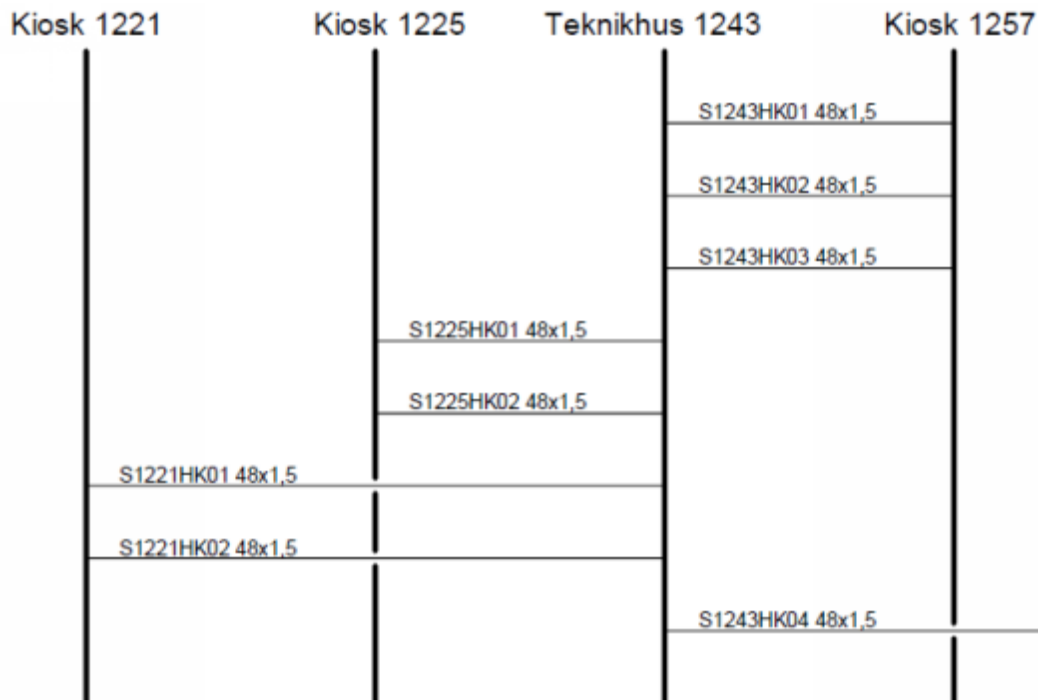 Kiosk 1221 Kiosk 1225 Teknikhus 1243 Kiosk 1257
S1243HK01 48x1,5
S1243HK02 48x1,5
S1243HK03 48x1,5
S1225HK01 48x1,5
S1225HK02 48x1,5
S1221HK01 48x1,5
S1221HK02 48x1,5
S1243HK04 48x1,5